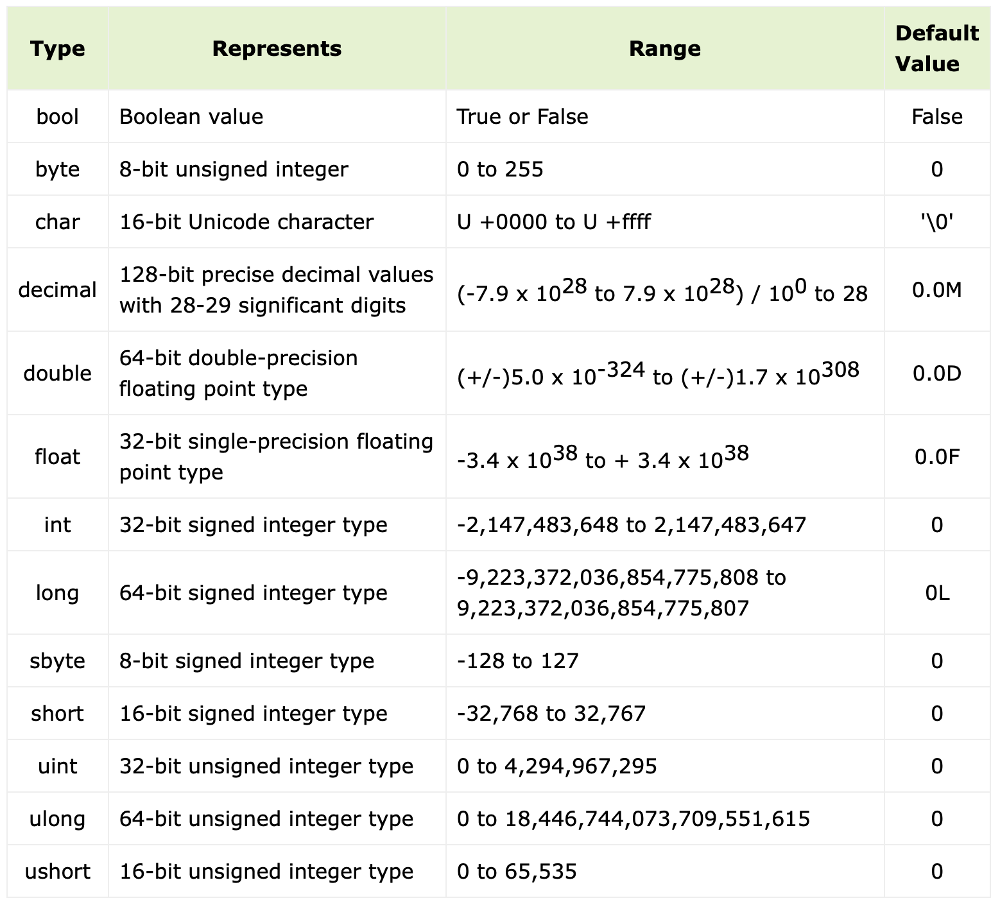 Type Represents Range Default
Value
bool Boolean value True or False False
byte 8-bit unsigned integer 0 to 255 0
char 16-bit Unicode character U +0000 to U +ffff '\0'
decimal 128-bit precise decimal values
with 28-29 significant digits (-7.9 x 10^28 to 7.9 x 10^28) / 10^0 to 28 0.0M
double 64-bit double-precision
floating point type (+/-)5.0 x 10^-324 to (+/-)1.7 x 10^308 0.0D
float 32-bit single-precision floating
point type -3.4 x 10^38 to + 3.4 x 10^38 0.0F
int 32-bit signed integer type -2,147,483,648 to 2,147,483,647 0
long 64-bit signed integer type -9,223,372,036,854,775,808 to
9,223,372,036,854,775,807 0L
sbyte 8-bit signed integer type -128 to 127 0
short 16-bit signed integer type -32,768 to 32,767 0
uint 32-bit unsigned integer type 0 to 4,294,967,295 0
ulong 64-bit unsigned integer type 0 to 18,446,744,073,709,551,615 0
ushort 16-bit unsigned integer type 0 to 65,535 0